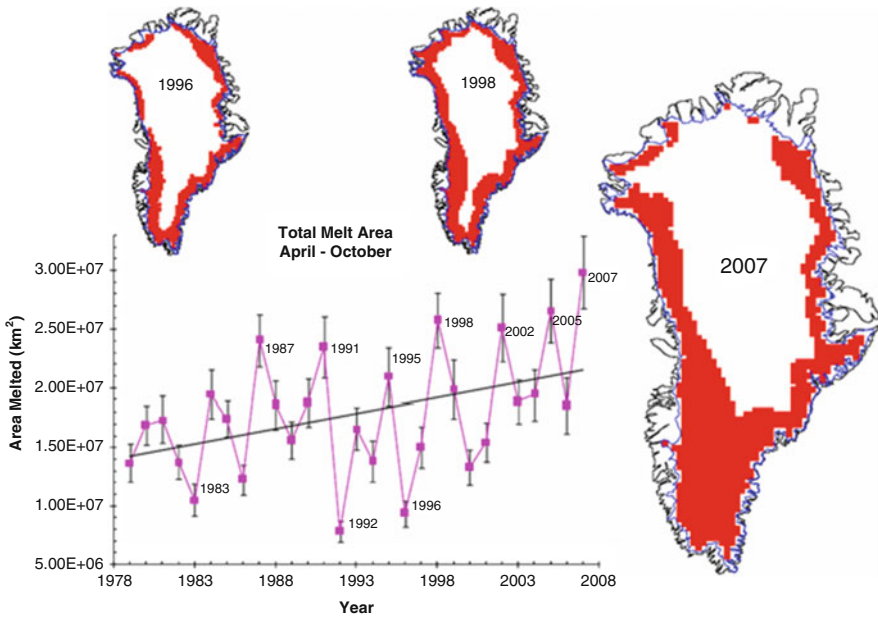 1996
1998
2007
Total Melt Area
April - October
Area Melted (km²)
3.00E+07
2.50E+07
2.00E+07
1.50E+07
1.00E+07
5.00E+06
1983
1987
1991
1992
1995
1996
1998
2002
2005
2007
1978
1983
1988
1993
1998
2003
2008
Year